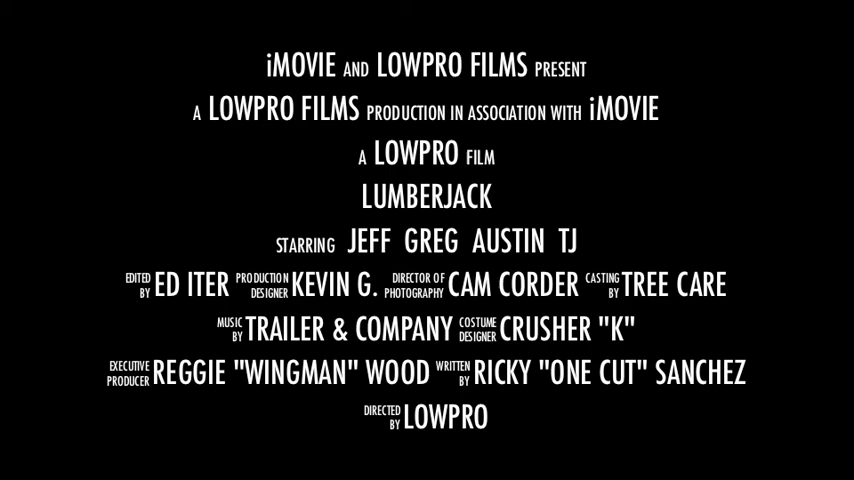 iMOVIE AND LOWPRO FILMS PRESENT
A LOWPRO FILMS PRODUCTION IN ASSOCIATION WITH iMOVIE
A LOWPRO FILM
LUMBERJACK
STARRING JEFF GREG AUSTIN TJ
EDITED BY ED ITER PRODUCTION DESIGNER KEVIN G. DIRECTOR OF PHOTOGRAPHY CAM CORDER CASTING BY TREE CARE
MUSIC BY TRAILER & COMPANY COSTUME DESIGNER CRUSHER "K"
EXECUTIVE PRODUCER REGGIE "WINGMAN" WOOD WRITTEN BY RICKY "ONE CUT" SANCHEZ
DIRECTED BY LOWPRO